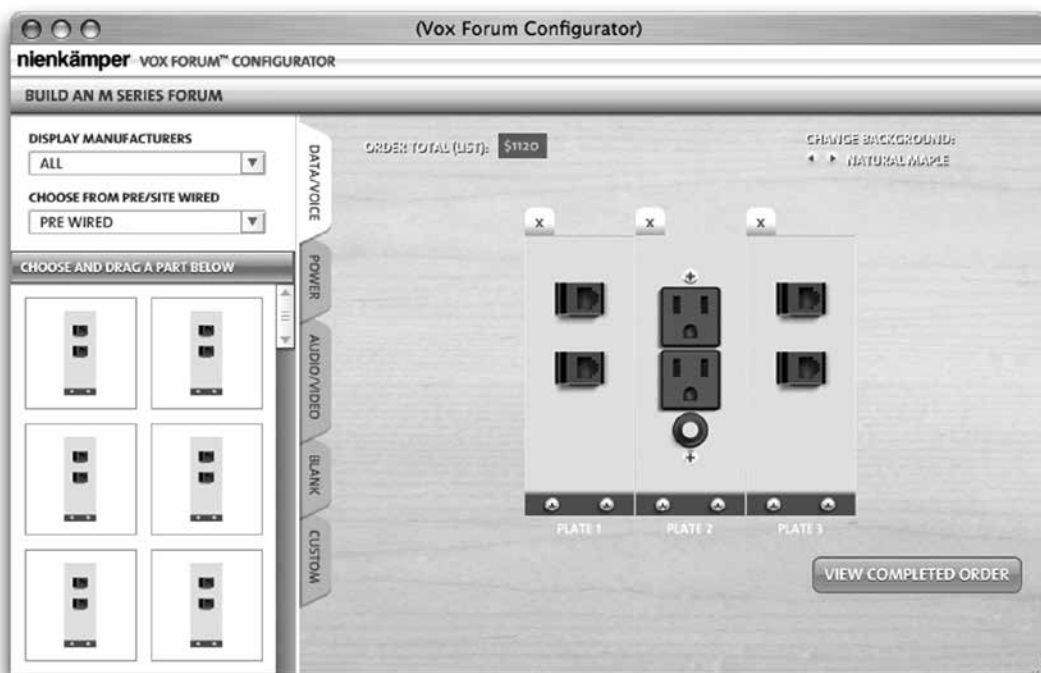 (Vox Forum Configurator)
nienkämper VOX FORUM™ CONFIGURATOR
BUILD AN M SERIES FORUM
DISPLAY MANUFACTURERS
ALL
CHOOSE FROM PRE/SITE WIRED
PRE WIRED
CHOOSE AND DRAG A PART BELOW
DATA/VOICE
POWER
AUDIO/VIDEO
BLANK
CUSTOM
ORDER TOTAL (LIST): $1120
CHANGE BACKGROUND:
NATURAL MAPLE
X X X
PLATE 1 PLATE 2 PLATE 3
VIEW COMPLETED ORDER